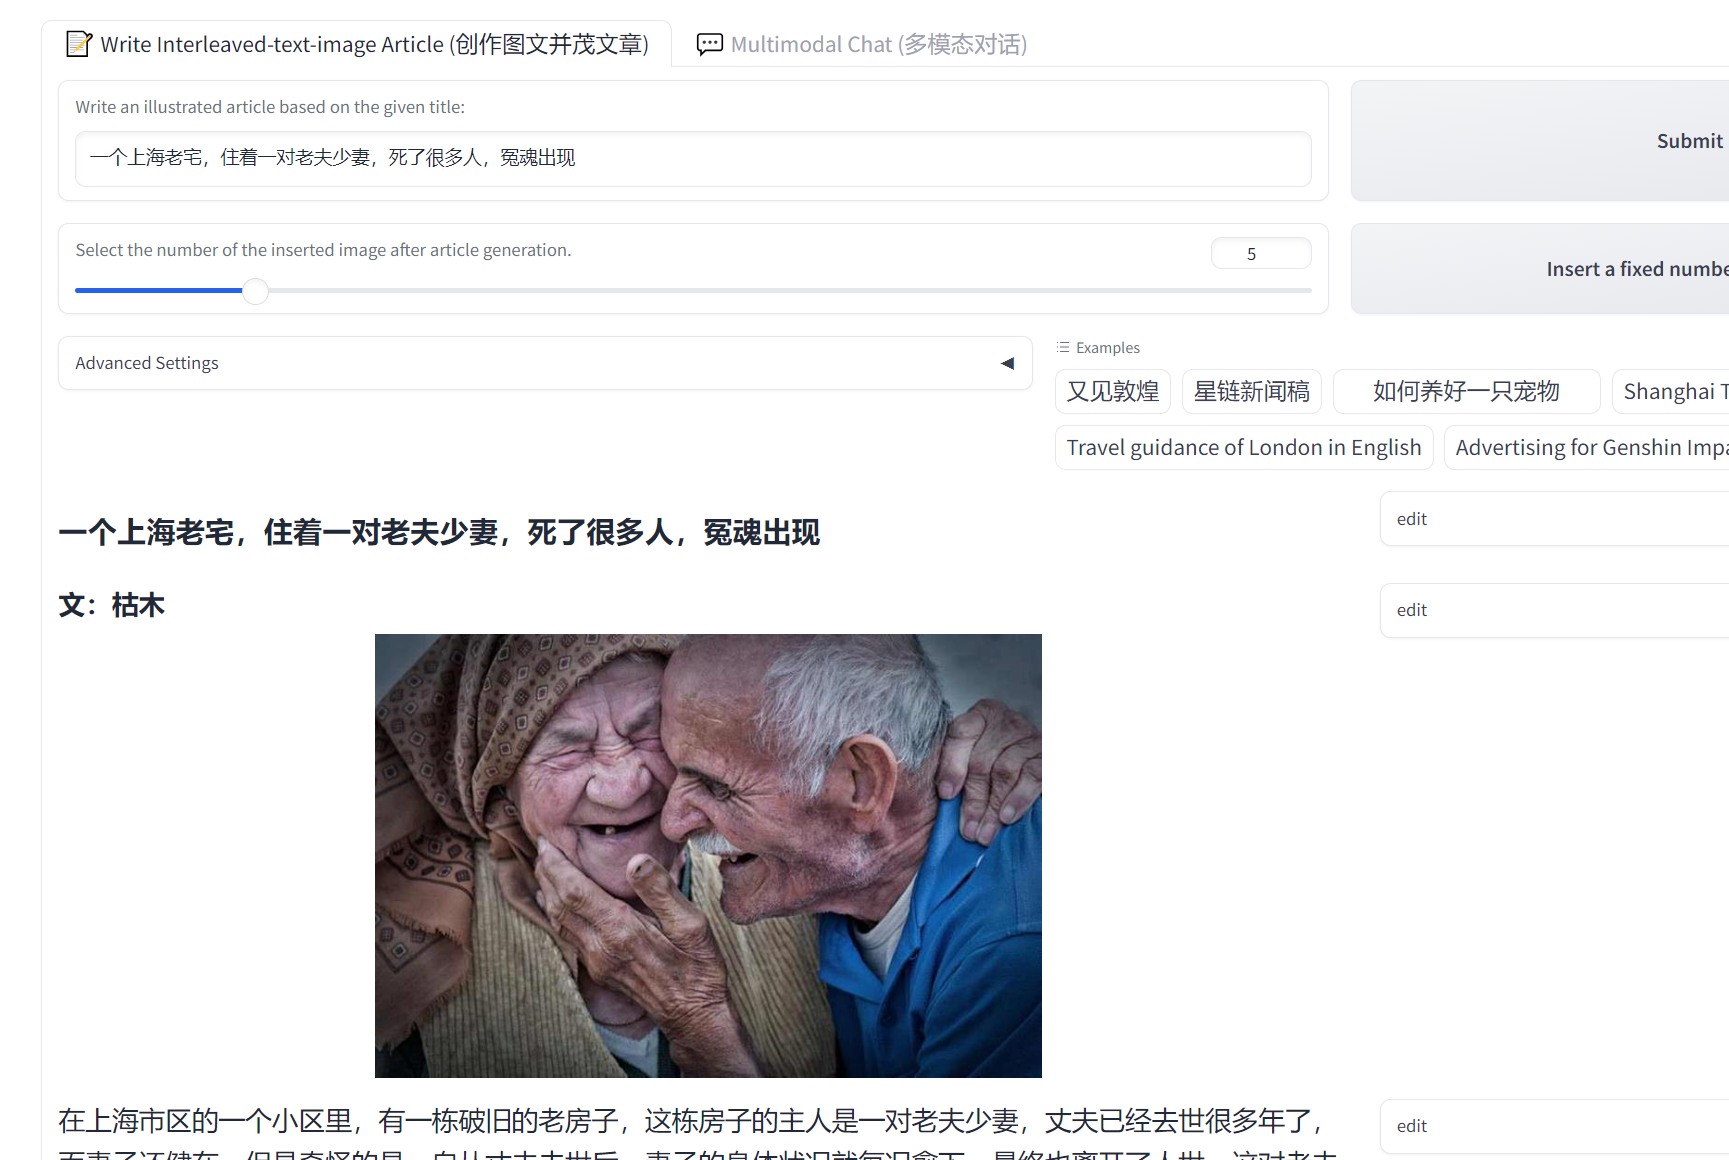 Write Interleaved-text-image Article (创作图文并茂文章)
Multimodal Chat (多模态对话)
Write an illustrated article based on the given title:
一个上海老宅，住着一对老夫少妻，死了很多人，冤魂出现
Submit
Select the number of the inserted image after article generation.
5
Insert a fixed numbe
Advanced Settings
Examples
又见敦煌
星链新闻稿
如何养好一只宠物
Shanghai T
Travel guidance of London in English
Advertising for Genshin Impa
一个上海老宅，住着一对老夫少妻，死了很多人，冤魂出现
edit
文：枯木
edit
在上海市区的一个小区里，有一栋破旧的老房子，这栋房子的主人是一对老夫少妻，丈夫已经去世很多年了，
edit